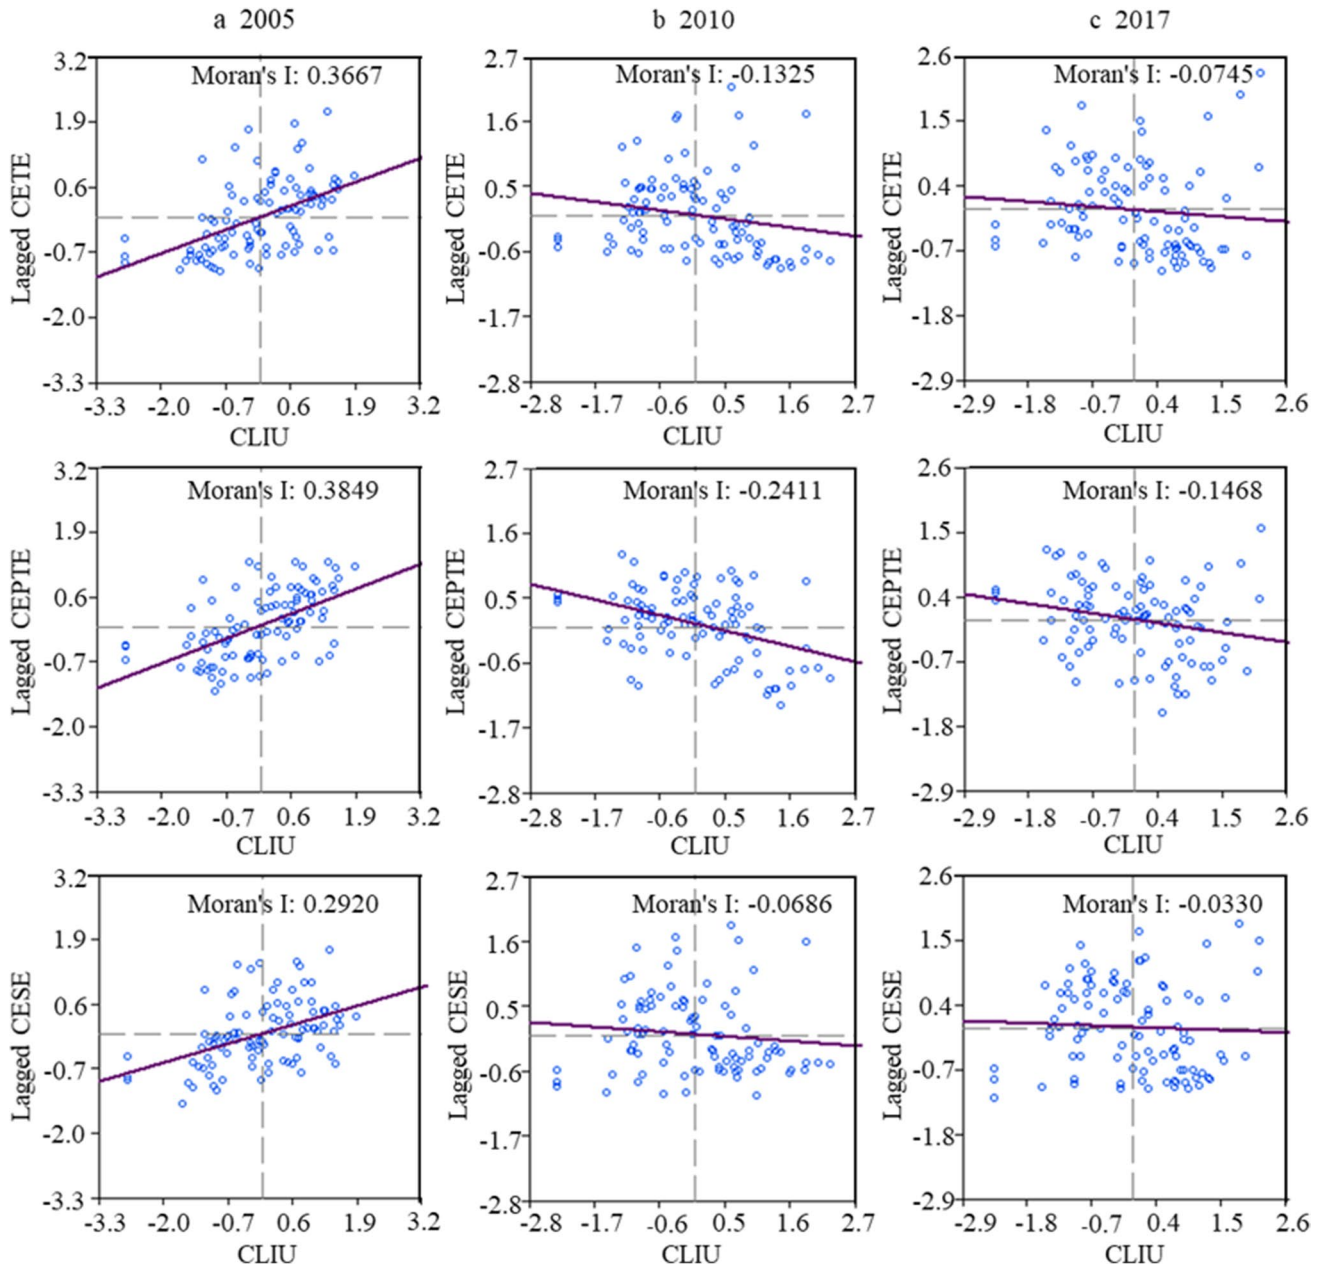 a 2005
b 2010
c 2017
Moran's I: 0.3667
3.2
1.9
0.6
-0.7
-2.0
-3.3
Lagged CETE
-3.3 -2.0 -0.7 0.6 1.9 3.2
CLIU
Moran's I: -0.1325
2.7
1.6
0.5
-0.6
-1.7
-2.8
Lagged CETE
-2.8 -1.7 -0.6 0.5 1.6 2.7
CLIU
Moran's I: -0.0745
2.6
1.5
0.4
-0.7
-1.8
-2.9
Lagged CETE
-2.9 -1.8 -0.7 0.4 1.5 2.6
CLIU
Moran's I: 0.3849
3.2
1.9
0.6
-0.7
-2.0
-3.3
Lagged CEPTE
-3.3 -2.0 -0.7 0.6 1.9 3.2
CLIU
Moran's I: -0.2411
2.7
1.6
0.5
-0.6
-1.7
-2.8
Lagged CEPTE
-2.8 -1.7 -0.6 0.5 1.6 2.7
CLIU
Moran's I: -0.1468
2.6
1.5
0.4
-0.7
-1.8
-2.9
Lagged CEPTE
-2.9 -1.8 -0.7 0.4 1.5 2.6
CLIU
Moran's I: 0.2920
3.2
1.9
0.6
-0.7
-2.0
-3.3
Lagged CESE
-3.3 -2.0 -0.7 0.6 1.9 3.2
CLIU
Moran's I: -0.0686
2.7
1.6
0.5
-0.6
-1.7
-2.8
Lagged CESE
-2.8 -1.7 -0.6 0.5 1.6 2.7
CLIU
Moran's I: -0.0330
2.6
1.5
0.4
-0.7
-1.8
-2.9
Lagged CESE
-2.9 -1.8 -0.7 0.4 1.5 2.6
CLIU